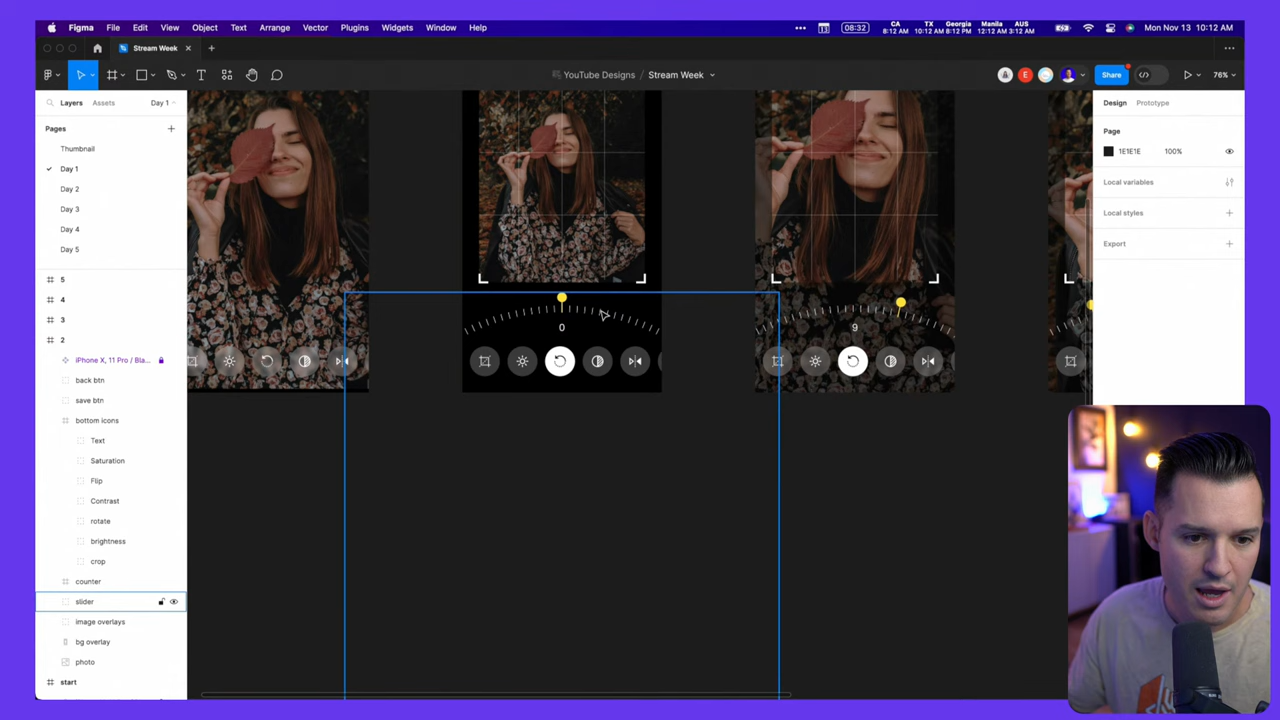 Figma File Edit View Object Text Arrange Vector Plugins Widgets Window Help
13 08:32
CA
8:12 AM
TX
10:12 AM
Georgia
8:12 PM
Manila
12:12 AM
AUS
3:12 AM
Mon Nov 13 10:12 AM
Stream Week
YouTube Designs / Stream Week
E
Share
76%
Layers Assets Day 1
Design Prototype
Pages
Thumbnail
Day 1
Day 2
Day 3
Day 4
Day 5
5
4
3
2
iPhone X, 11 Pro / Bla...
back btn
save btn
bottom icons
Text
Saturation
Flip
Contrast
rotate
brightness
crop
counter
slider
image overlays
bg overlay
photo
start
0
9
Page
1E1E1E 100%
Local variables
Local styles
Export